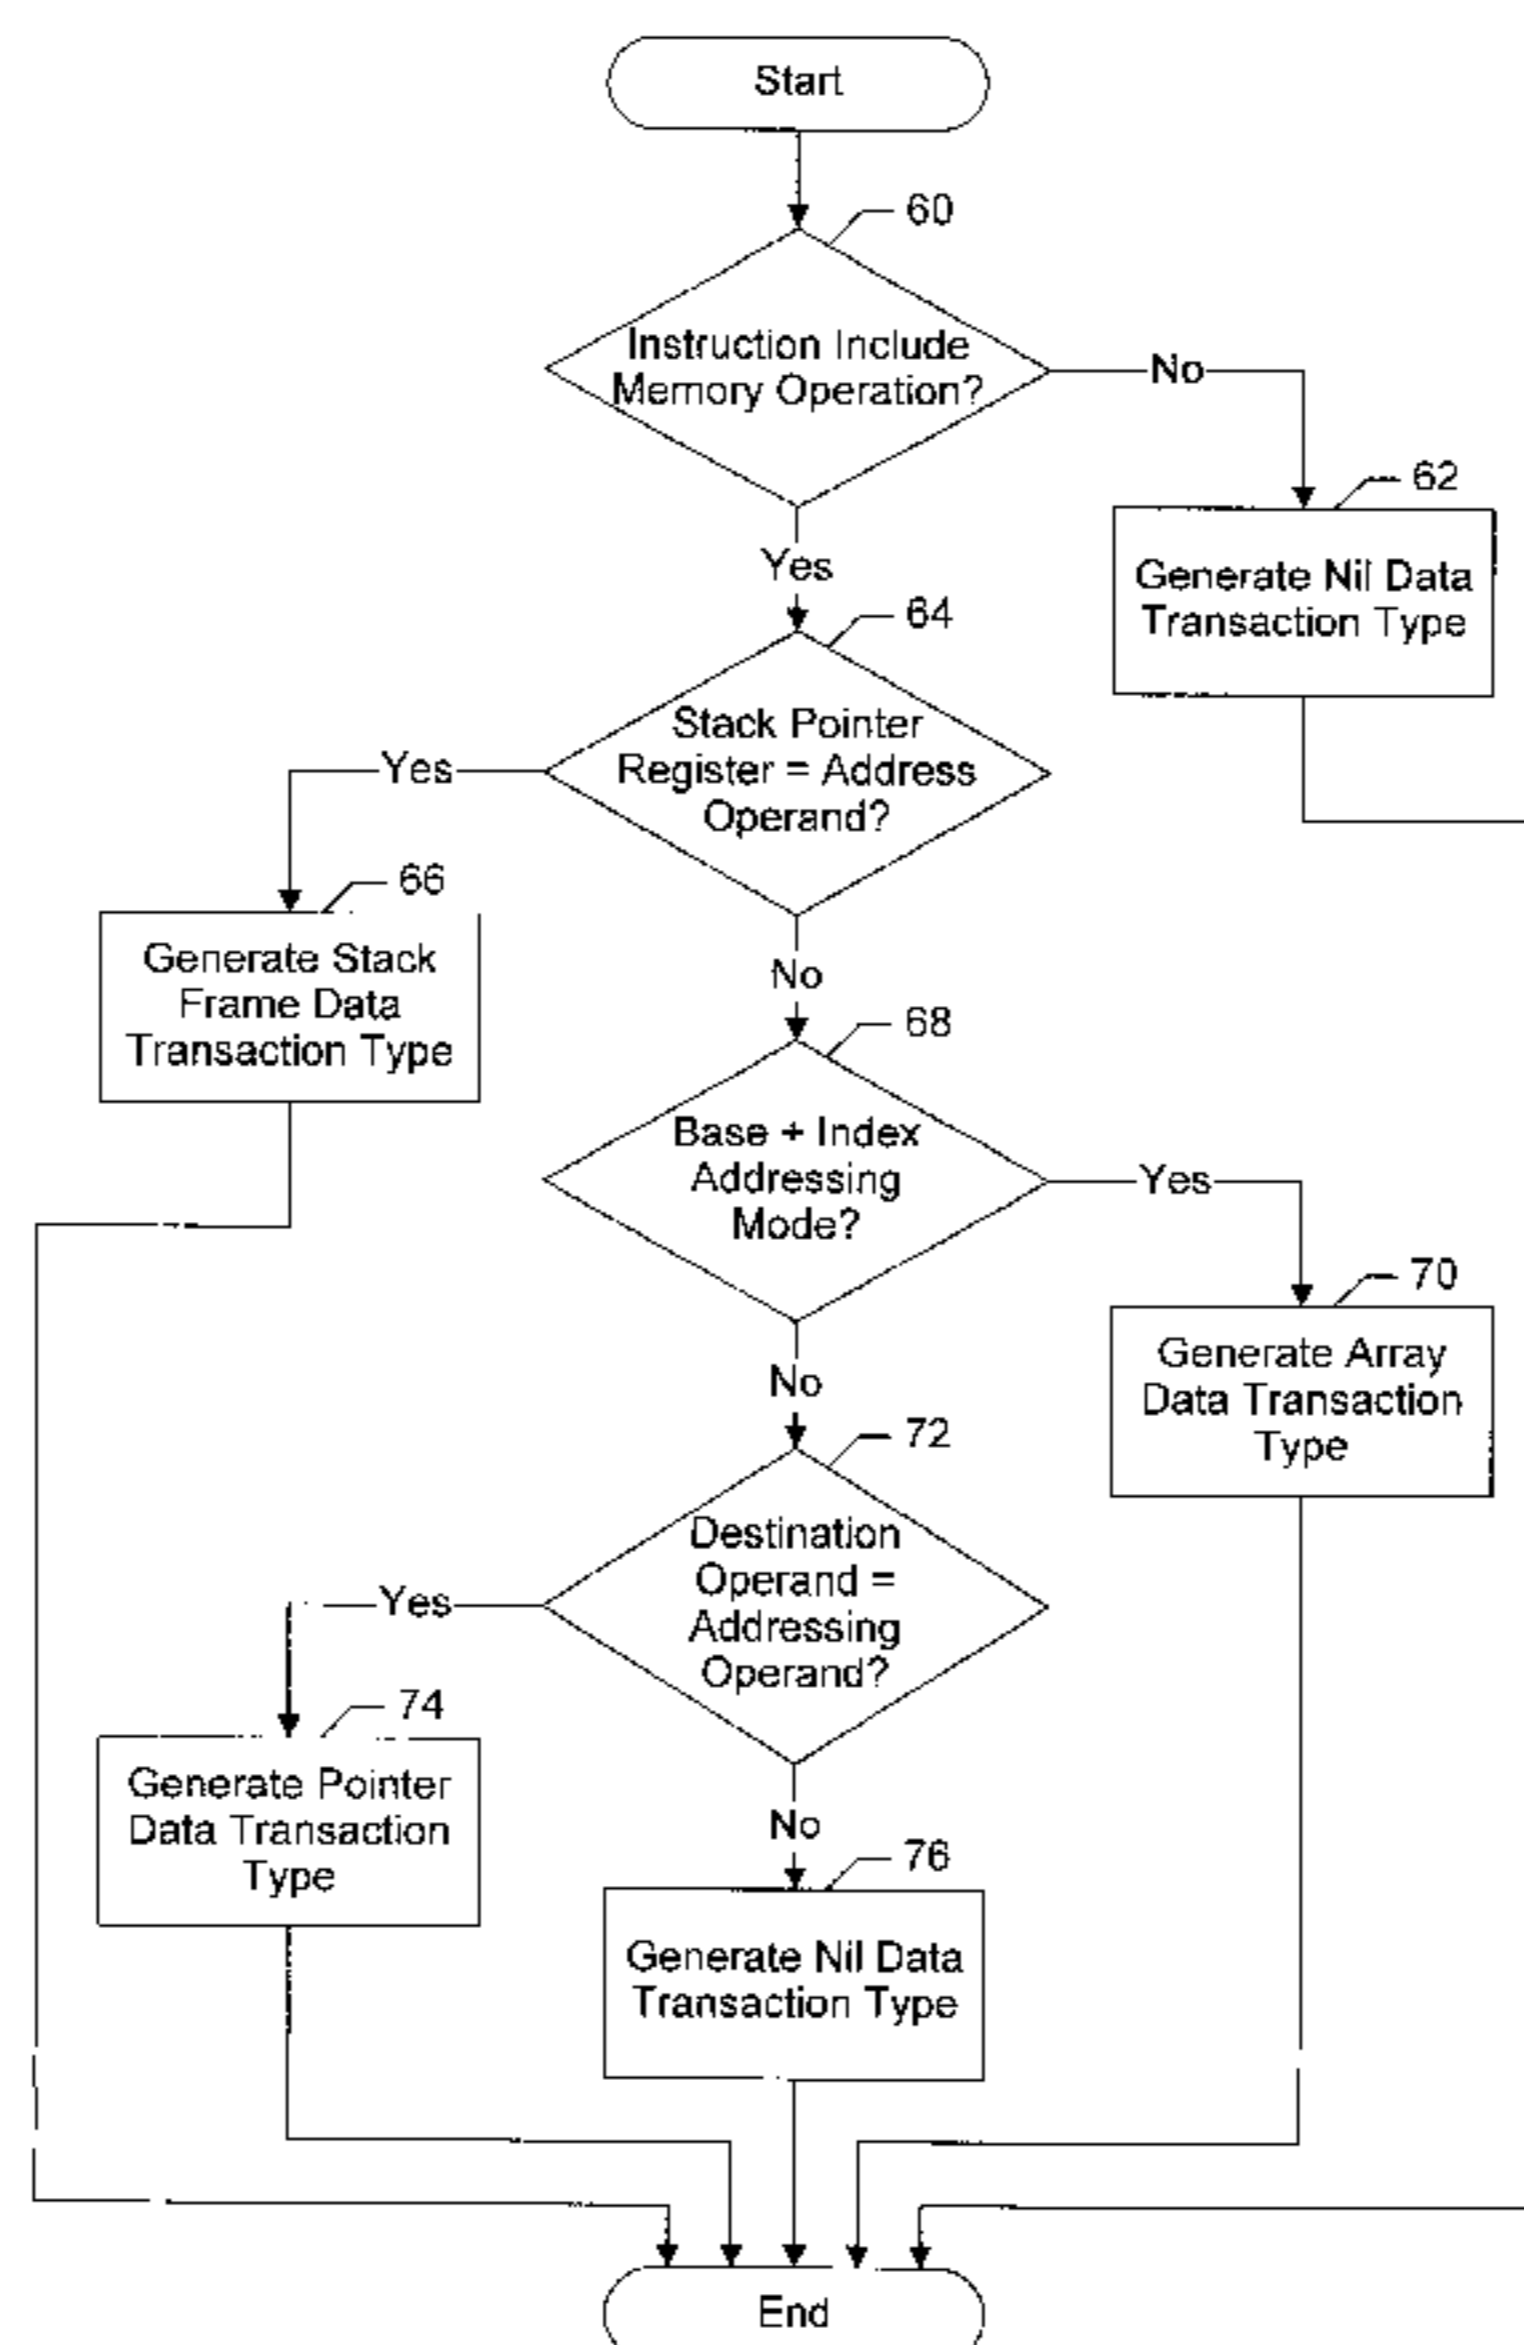 Start
60
Instruction Include
Memory Operation?
No
62
Generate Nil Data
Transaction Type
Yes
64
Stack Pointer
Register = Address
Operand?
Yes
66
Generate Stack
Frame Data
Transaction Type
No
68
Base + Index
Addressing
Mode?
Yes
70
Generate Array
Data Transaction
Type
No
72
Destination
Operand =
Addressing
Operand?
Yes
74
Generate Pointer
Data Transaction
Type
No
76
Generate Nil Data
Transaction Type
End